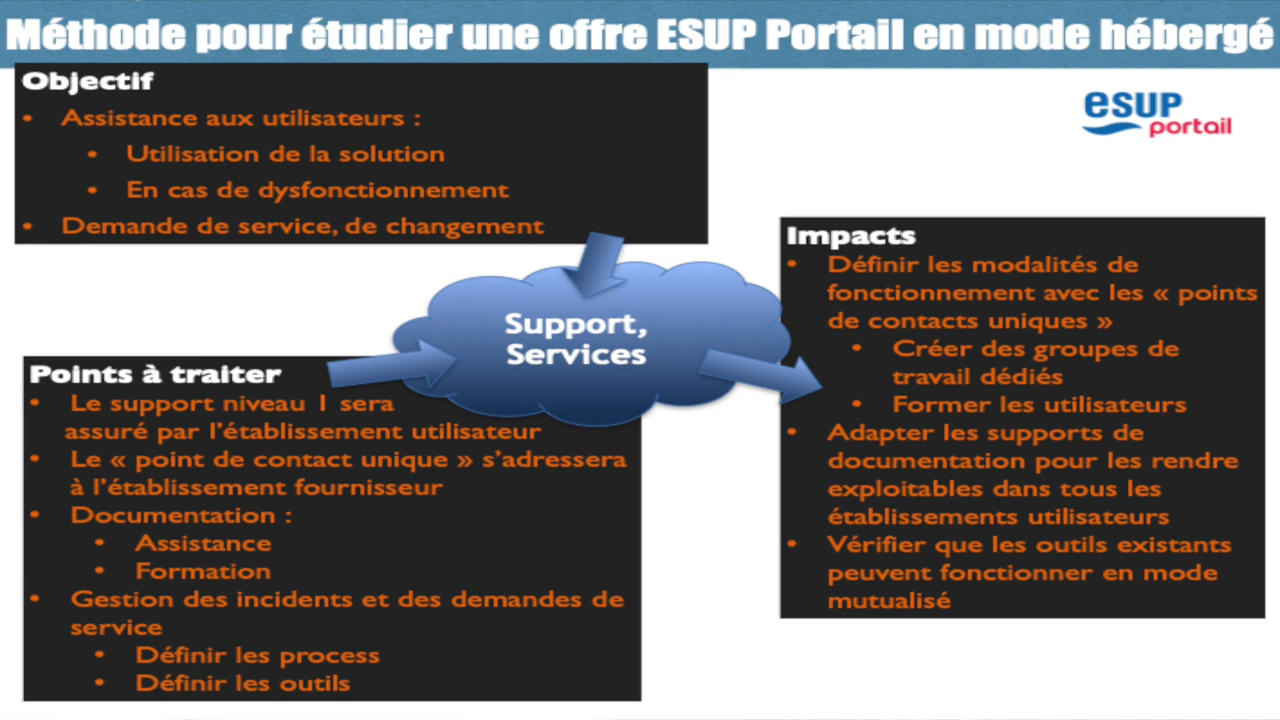 Méthode pour étudier une offre ESUP Portail en mode hébergé
esup
portail
Objectif
• Assistance aux utilisateurs :
• Utilisation de la solution
• En cas de dysfonctionnement
• Demande de service, de changement
Support,
Services
Points à traiter
• Le support niveau 1 sera
assuré par l'établissement utilisateur
• Le « point de contact unique » s'adressera
à l'établissement fournisseur
• Documentation :
• Assistance
• Formation
• Gestion des incidents et des demandes de
service
• Définir les process
• Définir les outils
Impacts
• Définir les modalités de
fonctionnement avec les « points
de contacts uniques »
• Créer des groupes de
travail dédiés
• Former les utilisateurs
• Adapter les supports de
documentation pour les rendre
exploitables dans tous les
établissements utilisateurs
• Vérifier que les outils existants
peuvent fonctionner en mode
mutualisé